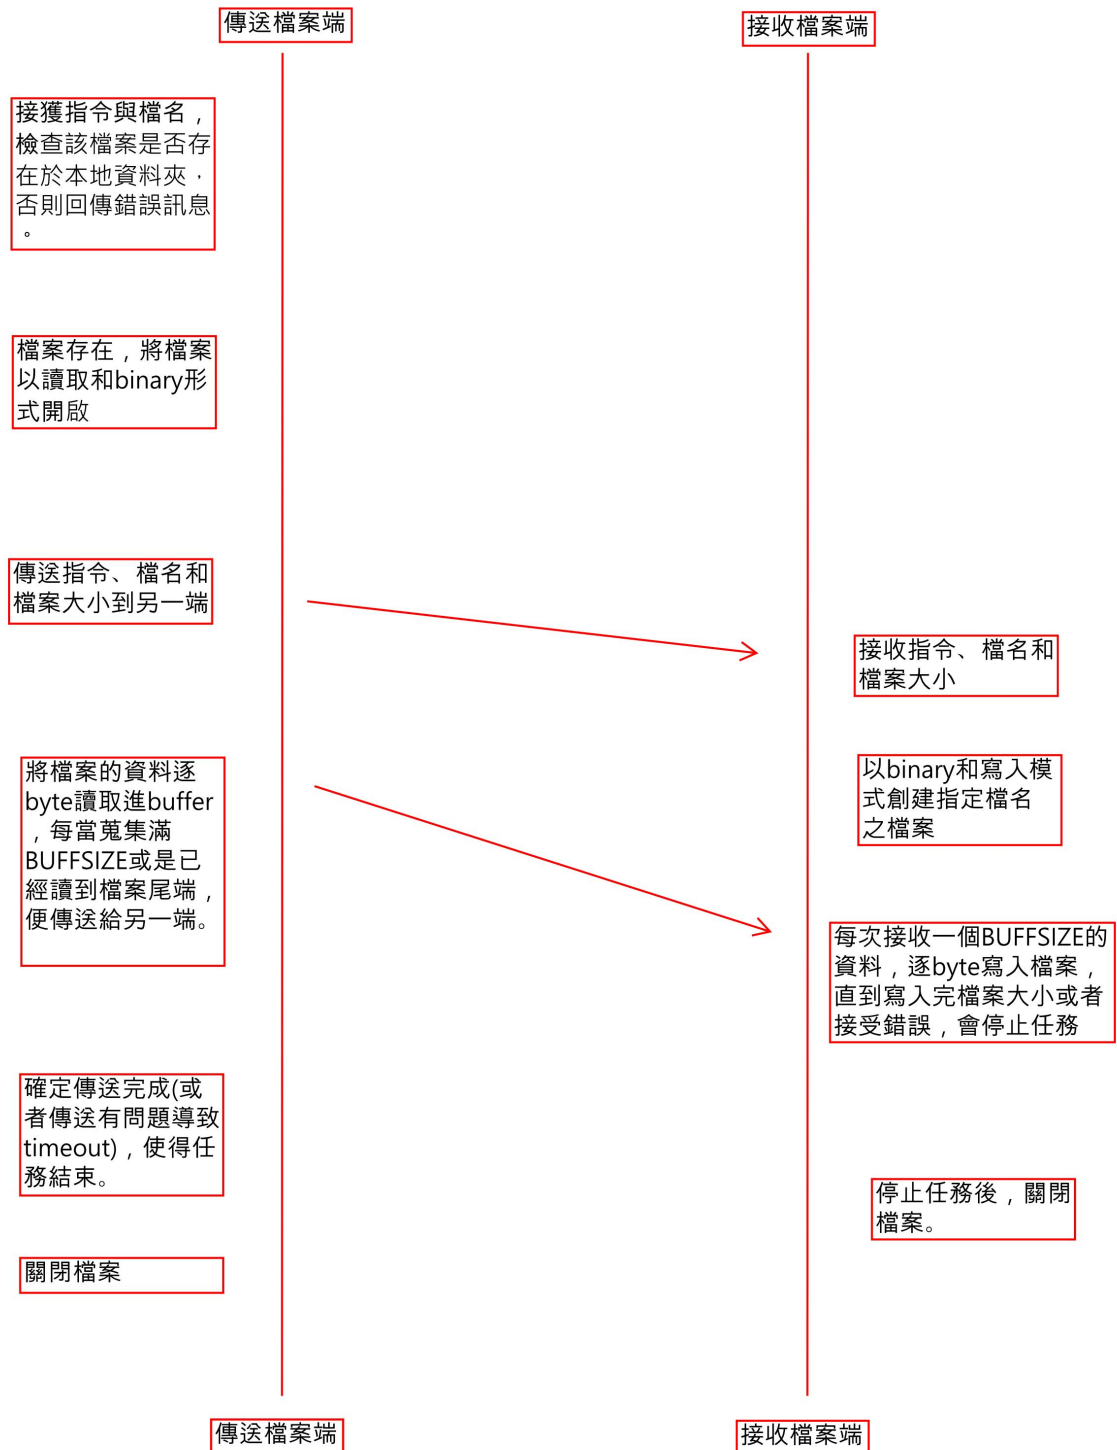 傳送檔案端
接收檔案端
接獲指令與檔名，
檢查該檔案是否存
在於本地資料夾，
否則回傳錯誤訊息
。
檔案存在，將檔案
以讀取和binary形
式開啟
傳送指令、檔名和
檔案大小到另一端
接收指令、檔名和
檔案大小
將檔案的資料逐
byte讀取進buffer
，每當蒐集滿
BUFFSIZE或是已
經讀到檔案尾端，
便傳送給另一端。
以binary和寫入模
式創建指定檔名
之檔案
每次接收一個BUFFSIZE的
資料，逐byte寫入檔案，
直到寫入完檔案大小或者
接受錯誤，會停止任務
確定傳送完成(或
者傳送有問題導致
timeout)，使得任
務結束。
停止任務後，關閉
檔案。
關閉檔案
傳送檔案端
接收檔案端